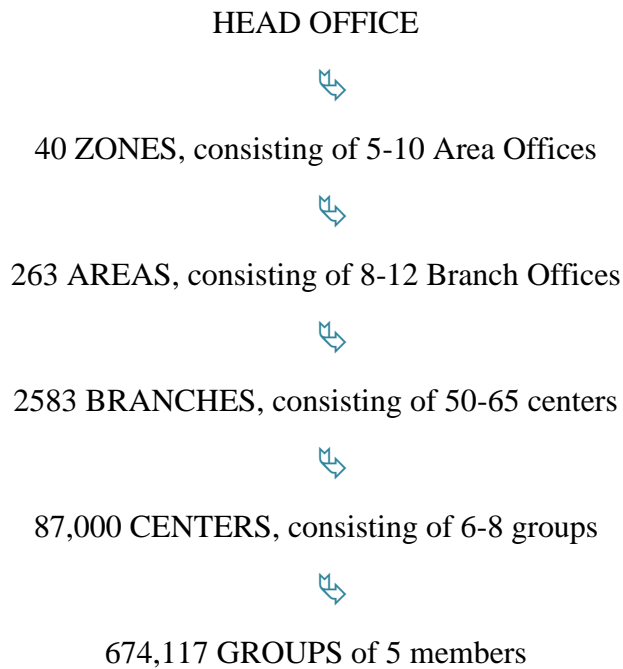 HEAD OFFICE
40 ZONES, consisting of 5-10 Area Offices
263 AREAS, consisting of 8-12 Branch Offices
2583 BRANCHES, consisting of 50-65 centers
87,000 CENTERS, consisting of 6-8 groups
674,117 GROUPS of 5 members